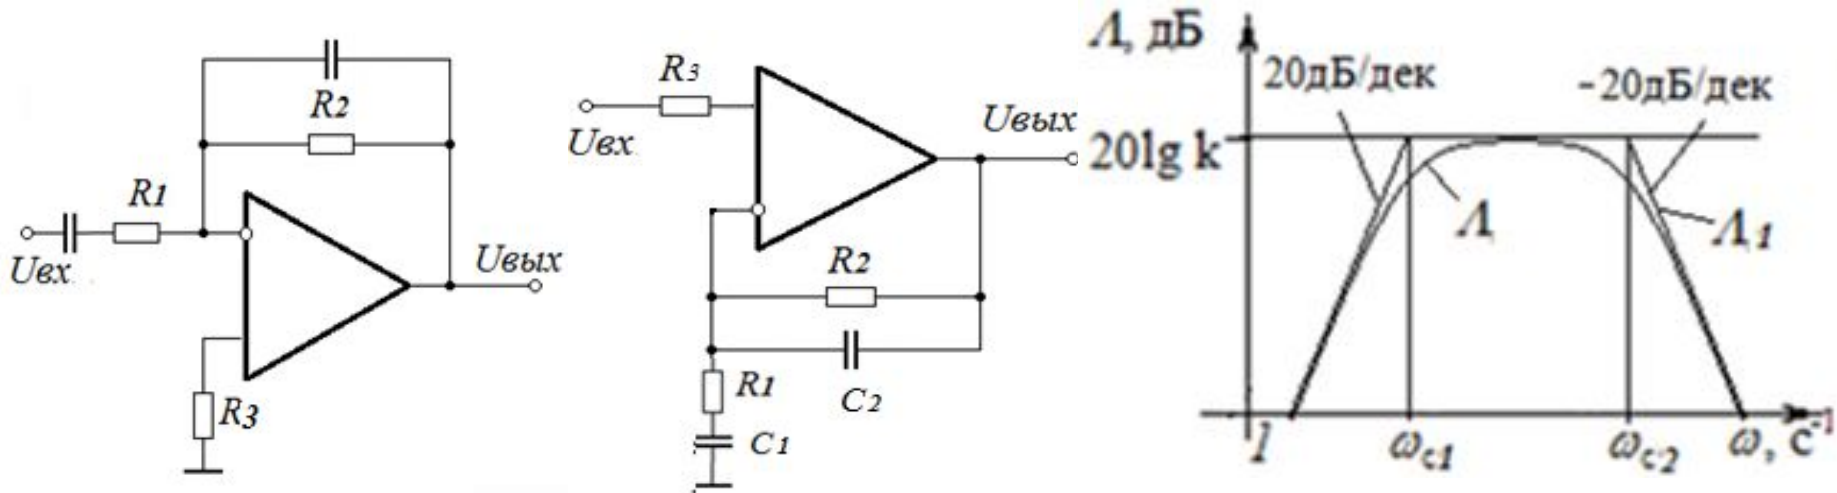 R2
R1
Uвх.
Uвых
R3
R3
Uвх.
Uвых
R2
R1
C2
C1
Λ, дБ
20дБ/дек
-20дБ/дек
20lg k
Λ
Λ1
1
ωc1
ωc2
ω, c-1